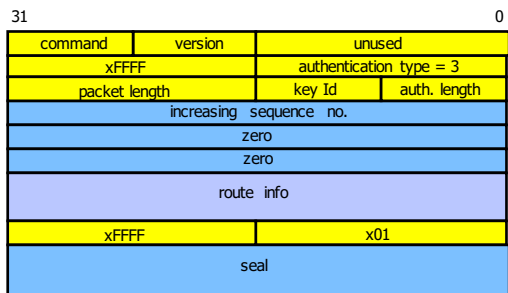 31 0
command version unused
xFFFF authentication type = 3
packet length key Id auth. length
increasing sequence no.
zero
zero
route info
xFFFF x01
seal